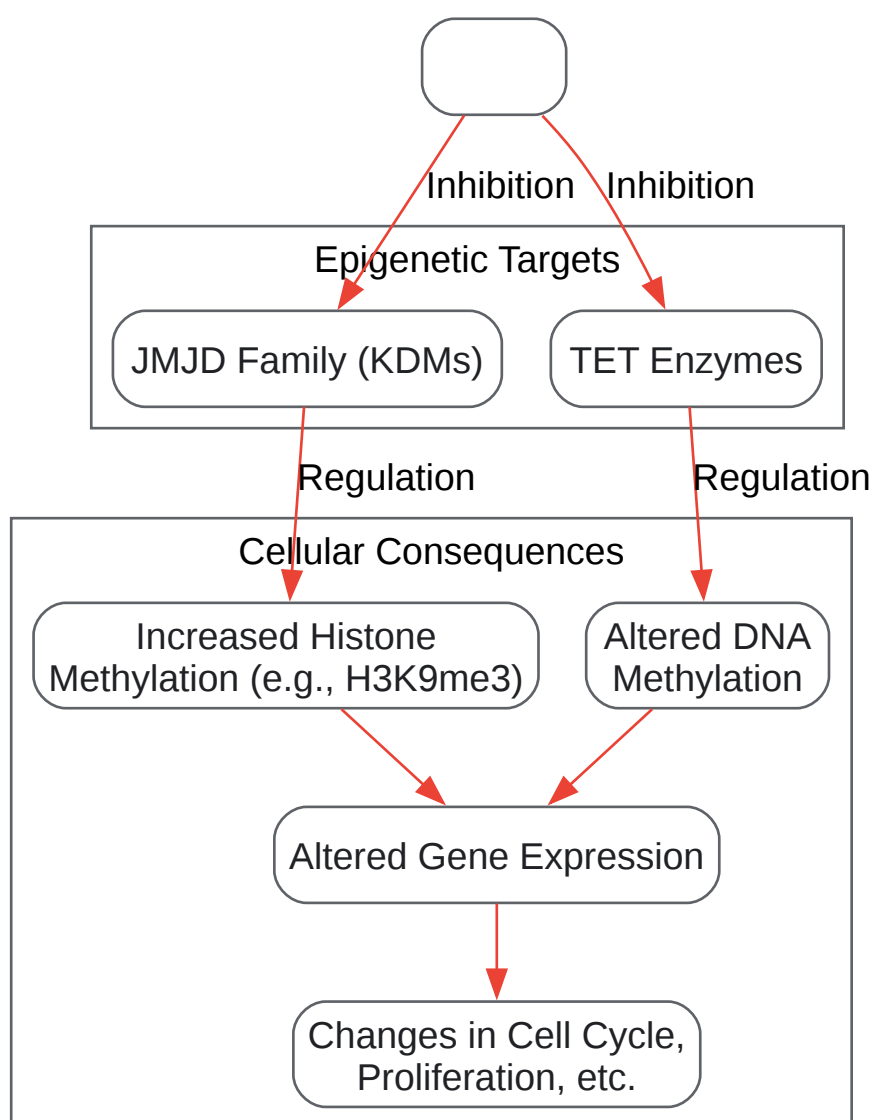 Inhibition
Inhibition
Epigenetic Targets
JMJD Family (KDMs)
TET Enzymes
Regulation
Regulation
Cellular Consequences
Increased Histone
Methylation (e.g., H3K9me3)
Altered DNA
Methylation
Altered Gene Expression
Changes in Cell Cycle,
Proliferation, etc.